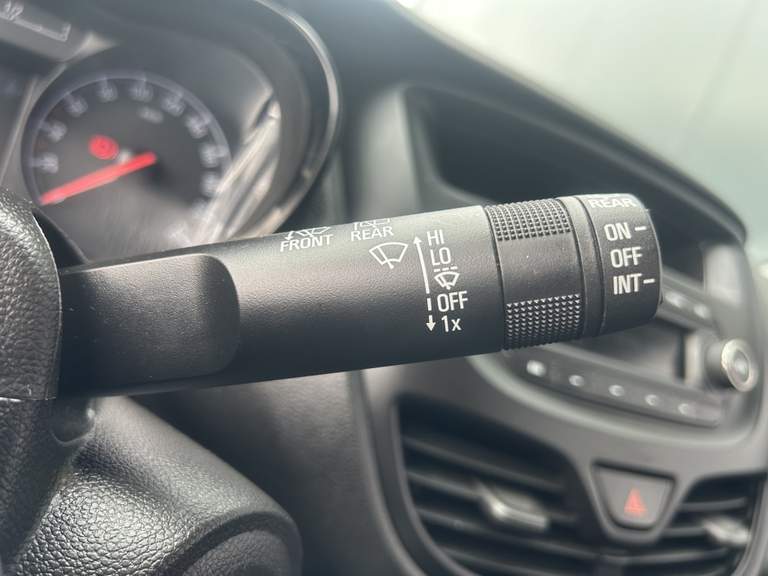 FRONT
REAR
HI
LO
OFF
1x
REAR
ON
OFF
INT